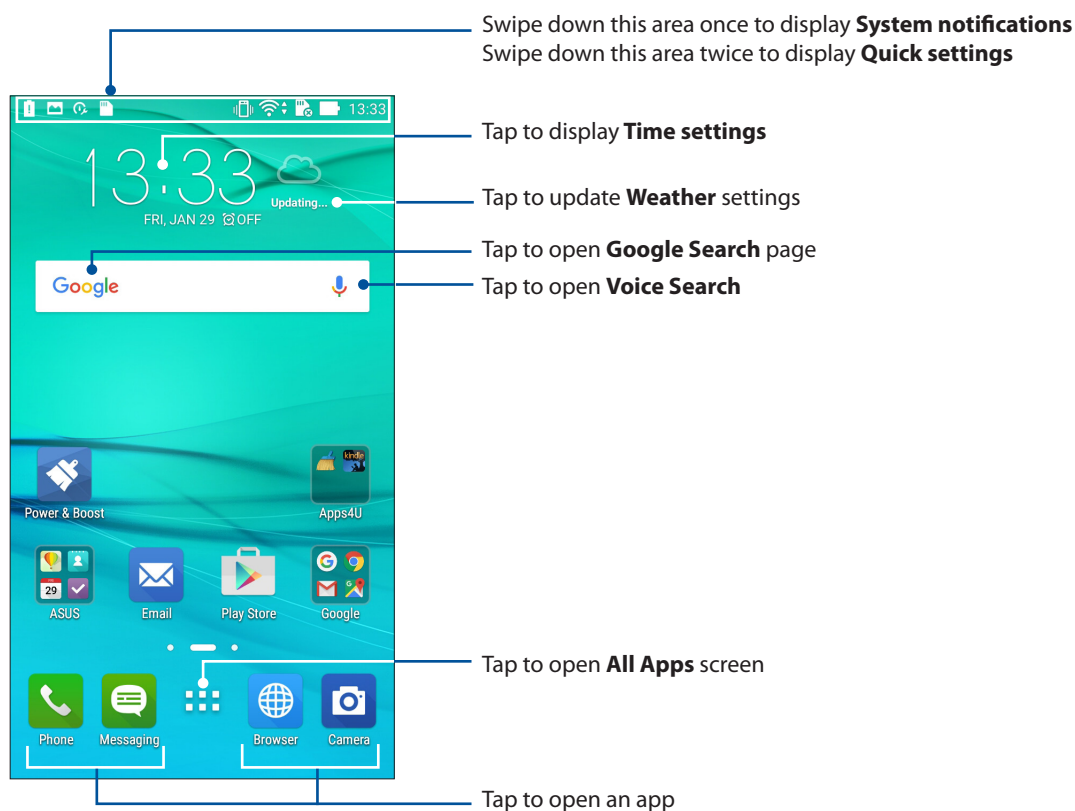 Swipe down this area once to display System notifications
Swipe down this area twice to display Quick settings
13:33
Tap to display Time settings
13:33
Updating...
Tap to update Weather settings
FRI, JAN 29 OFF
Tap to open Google Search page
Google
Tap to open Voice Search
kindle
Power & Boost
Apps4U
29
ASUS
Email
Play Store
Google
Tap to open All Apps screen
Phone
Messaging
Browser
Camera
Tap to open an app